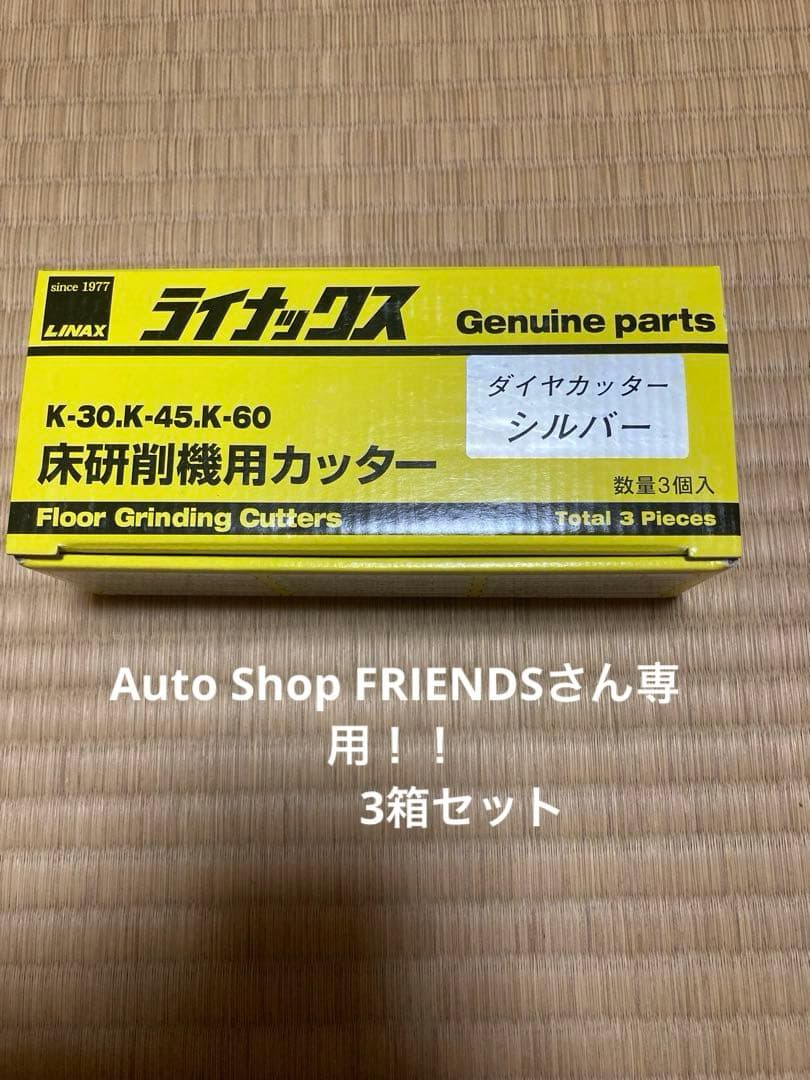 since 1977
LINAX
ライナックス
Genuine parts
K-30.K-45.K-60
ダイヤカッター
シルバー
床研削機用カッター
数量3個入
Floor Grinding Cutters
Total 3 Pieces
Auto Shop FRIENDSさん専
用！！
3箱セット